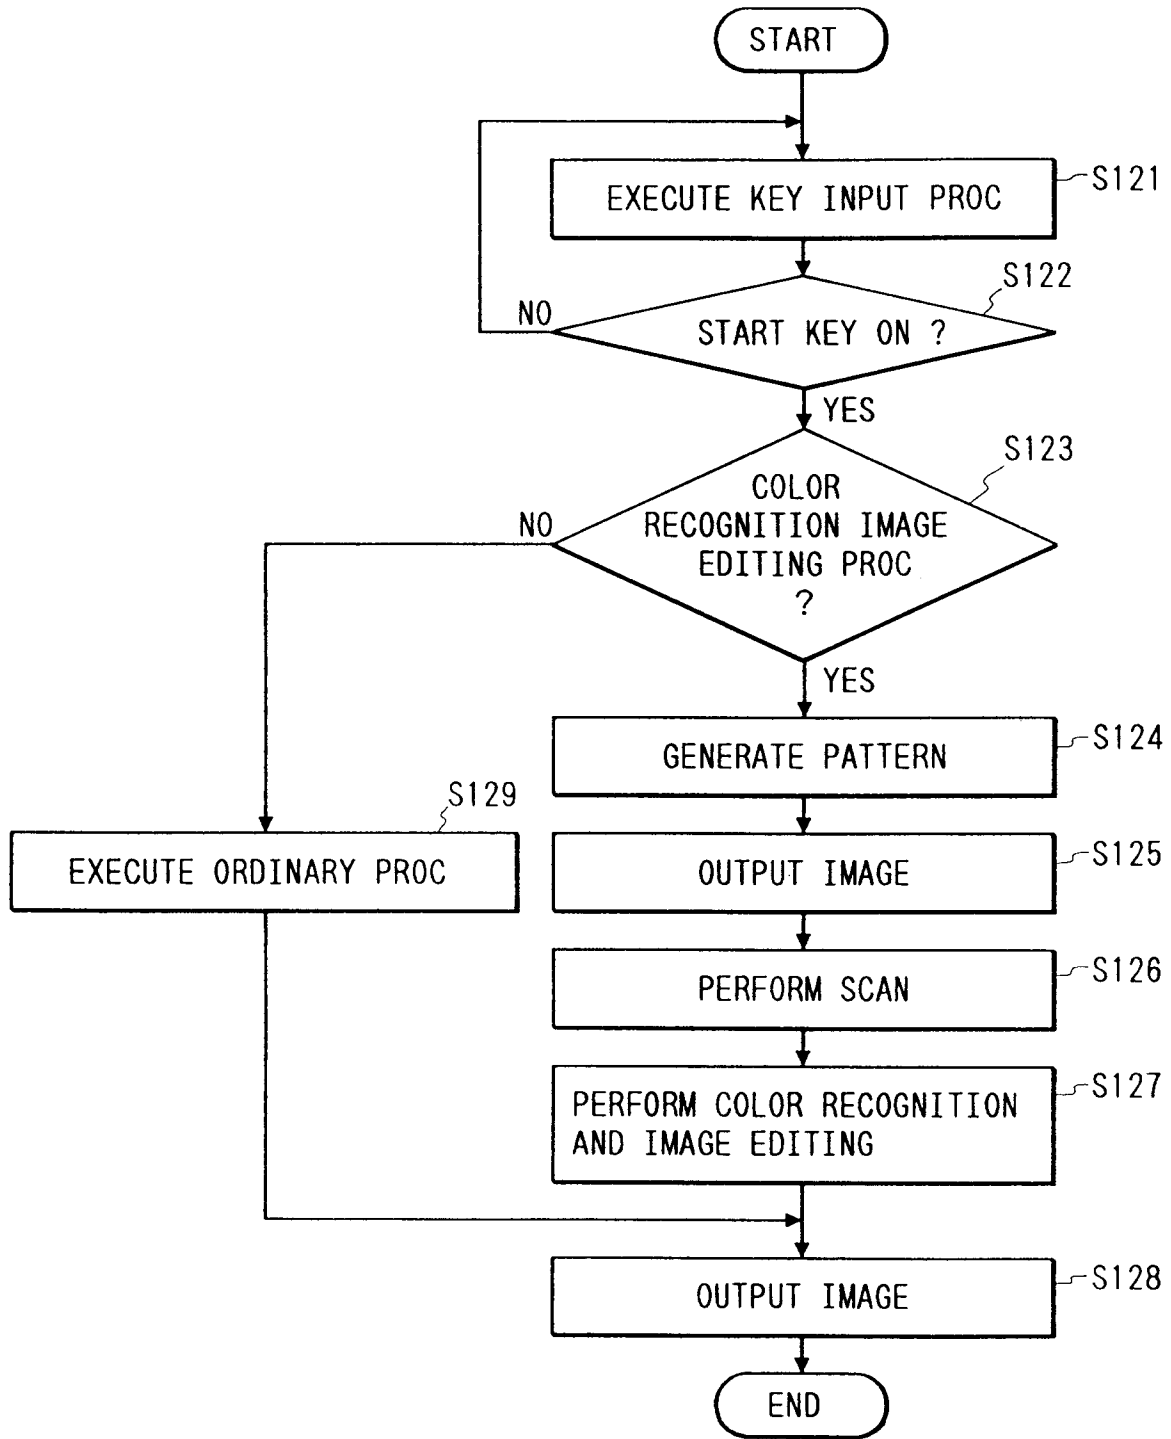 START
EXECUTE KEY INPUT PROC
S121
S122
NO
START KEY ON ?
YES
S123
COLOR
RECOGNITION IMAGE
EDITING PROC
?
NO
YES
GENERATE PATTERN
S124
S129
EXECUTE ORDINARY PROC
OUTPUT IMAGE
S125
PERFORM SCAN
S126
PERFORM COLOR RECOGNITION
AND IMAGE EDITING
S127
OUTPUT IMAGE
S128
END